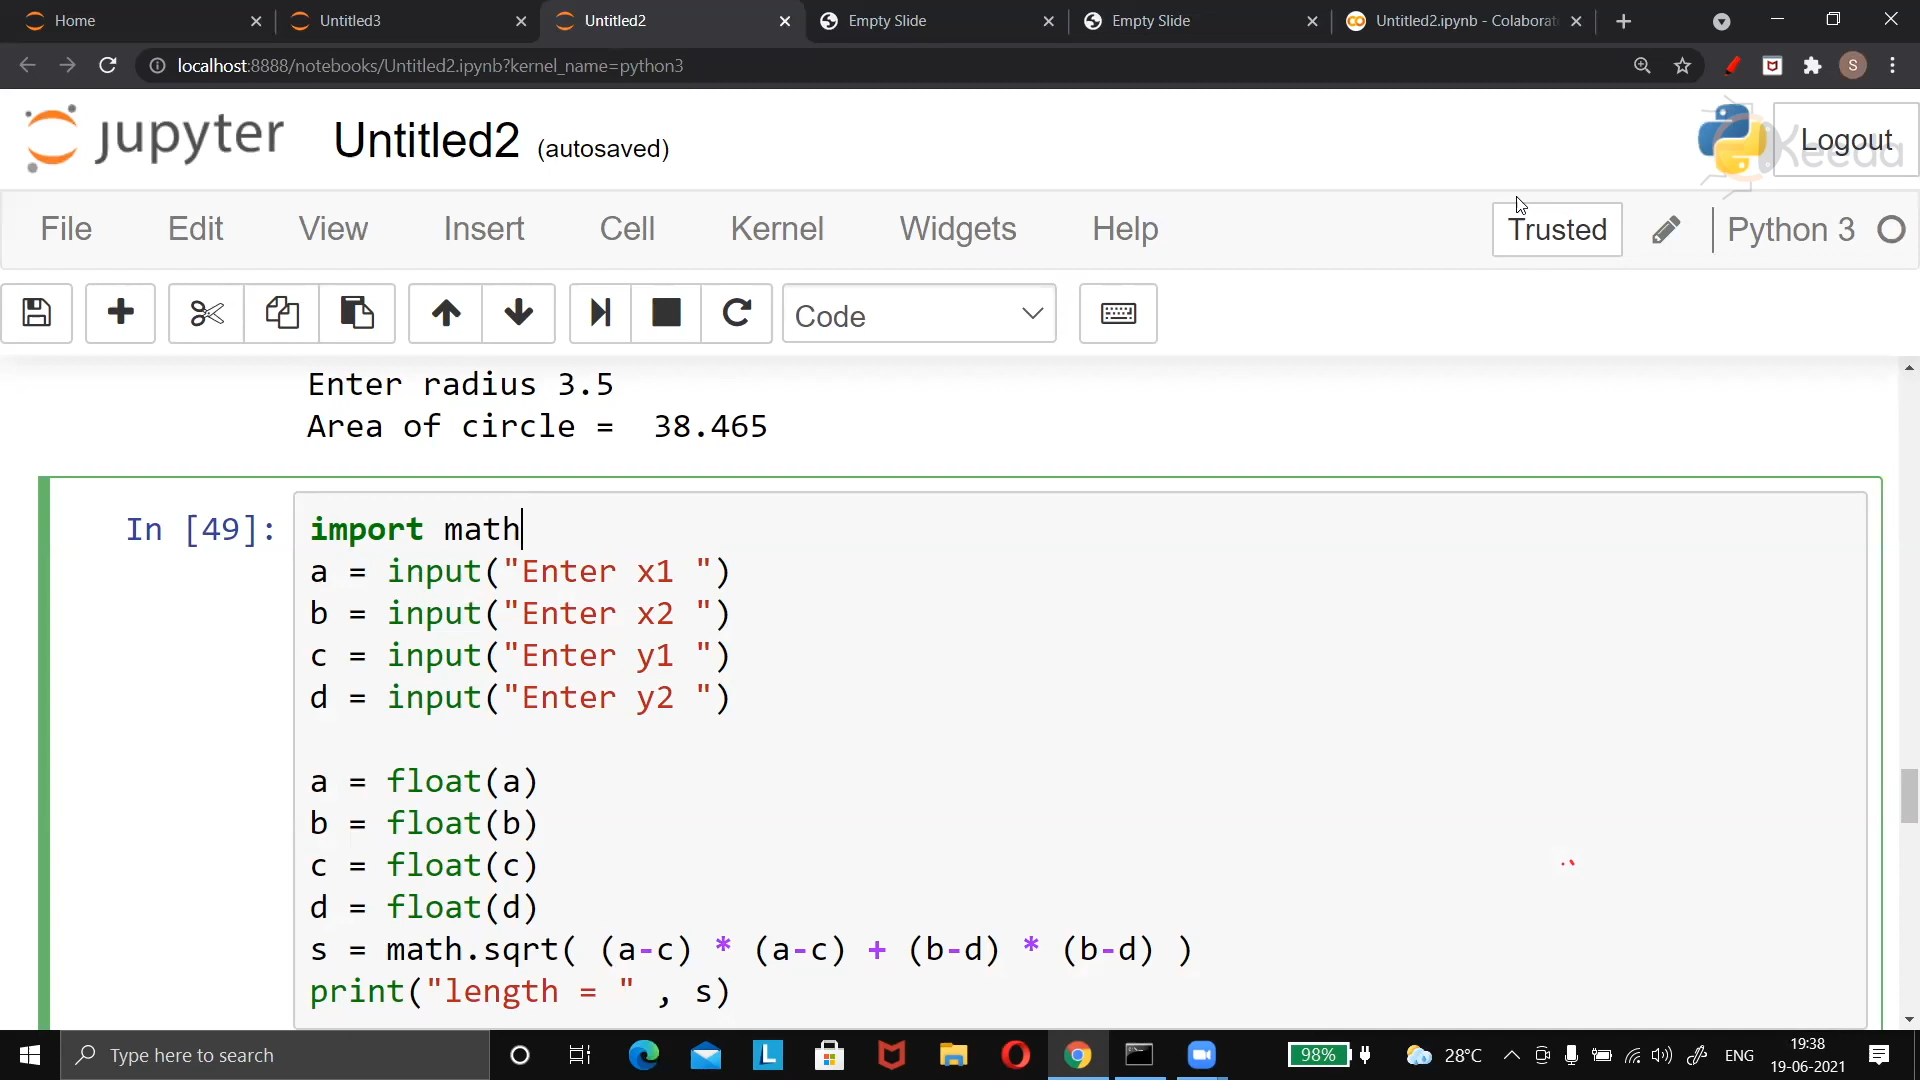 Home
Untitled3
Untitled2
Empty Slide
Empty Slide
Untitled2.ipynb - Colaborat
localhost:8888/notebooks/Untitled2.ipynb?kernel_name=python3
S
jupyter
Untitled2 (autosaved)
Keeda
Logout
File Edit View Insert Cell Kernel Widgets Help
Trusted
Python 3
Code
Enter radius 3.5
Area of circle =  38.465
In [49]:
import math
a = input("Enter x1 ")
b = input("Enter x2 ")
c = input("Enter y1 ")
d = input("Enter y2 ")
a = float(a)
b = float(b)
c = float(c)
d = float(d)
s = math.sqrt( (a-c) * (a-c) + (b-d) * (b-d) )
print("length = " , s)
Type here to search
L
98%
28°C
ENG
19:38
19-06-2021